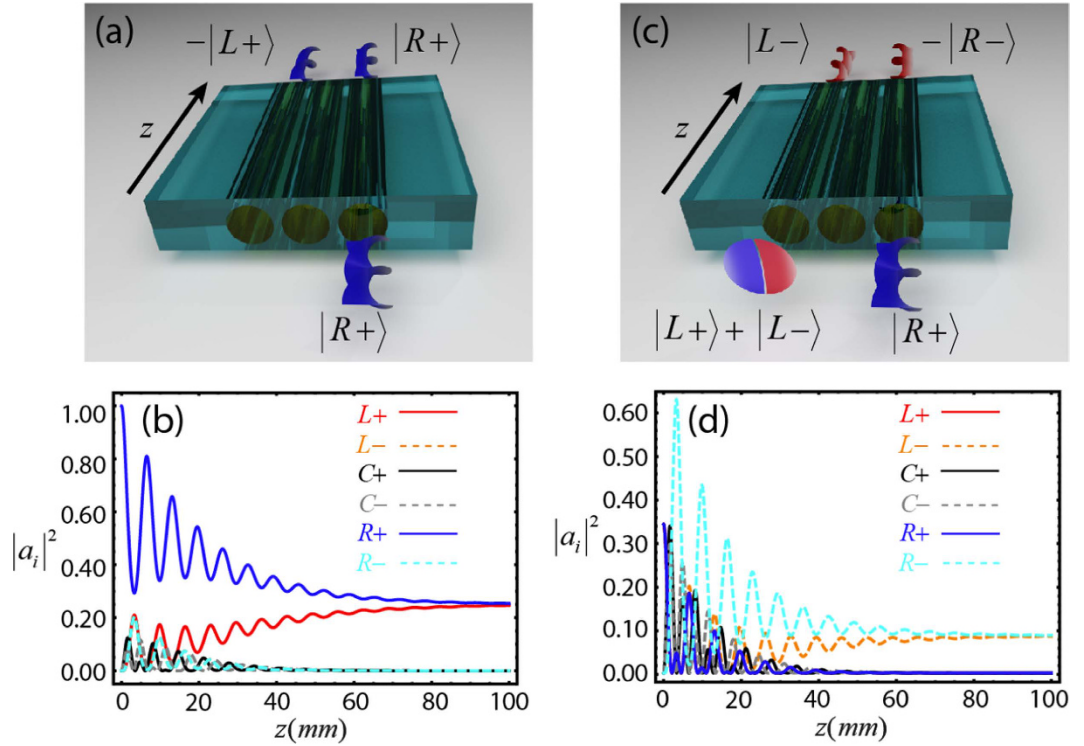 (a)
−|L+⟩
|R+⟩
z
|R+⟩
(c)
|L−⟩
−|R−⟩
z
|L+⟩ + |L−⟩
|R+⟩
(b)
1.00
0.80
0.60
0.40
0.20
0.00
|a_i|²
L+
L−
C+
C−
R+
R−
0 20 40 60 80 100
z(mm)
(d)
0.60
0.50
0.40
0.30
0.20
0.10
0.00
|a_i|²
L+
L−
C+
C−
R+
R−
0 20 40 60 80 100
z(mm)